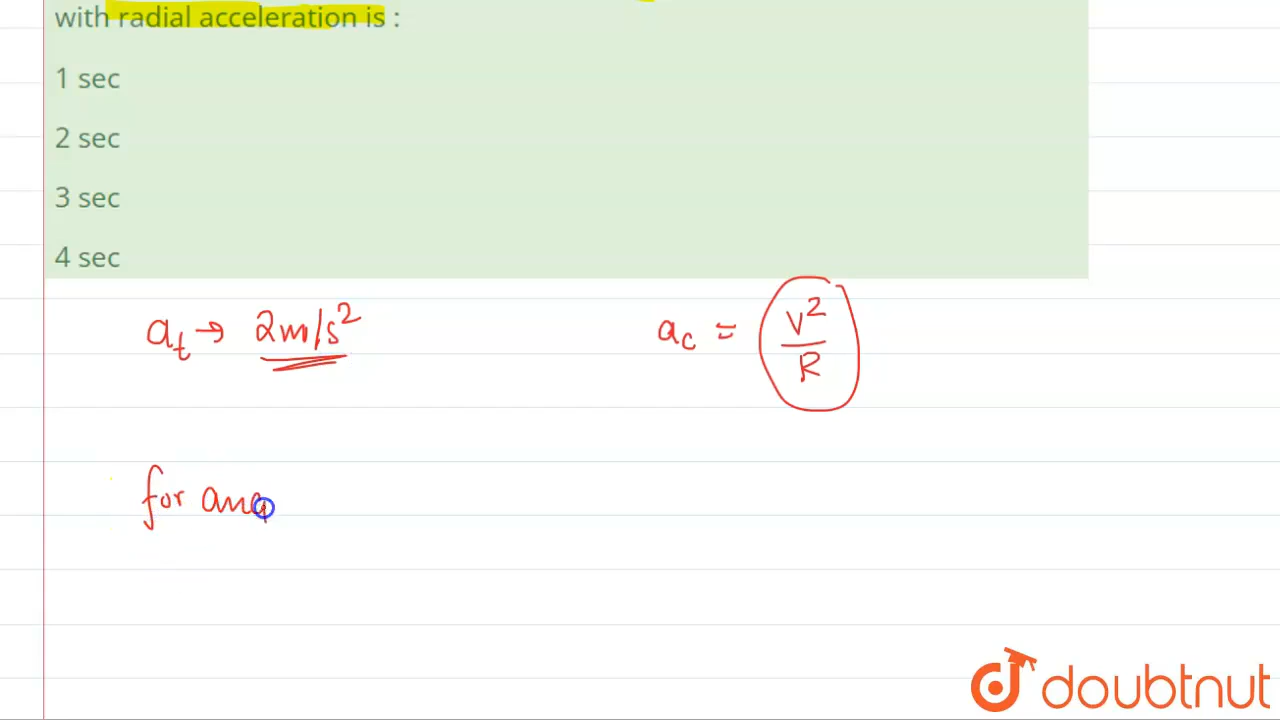 with radial acceleration is :
1 sec
2 sec
3 sec
4 sec
a_t → 2m/s²
a_c = V²/R
for ang
doubtnut